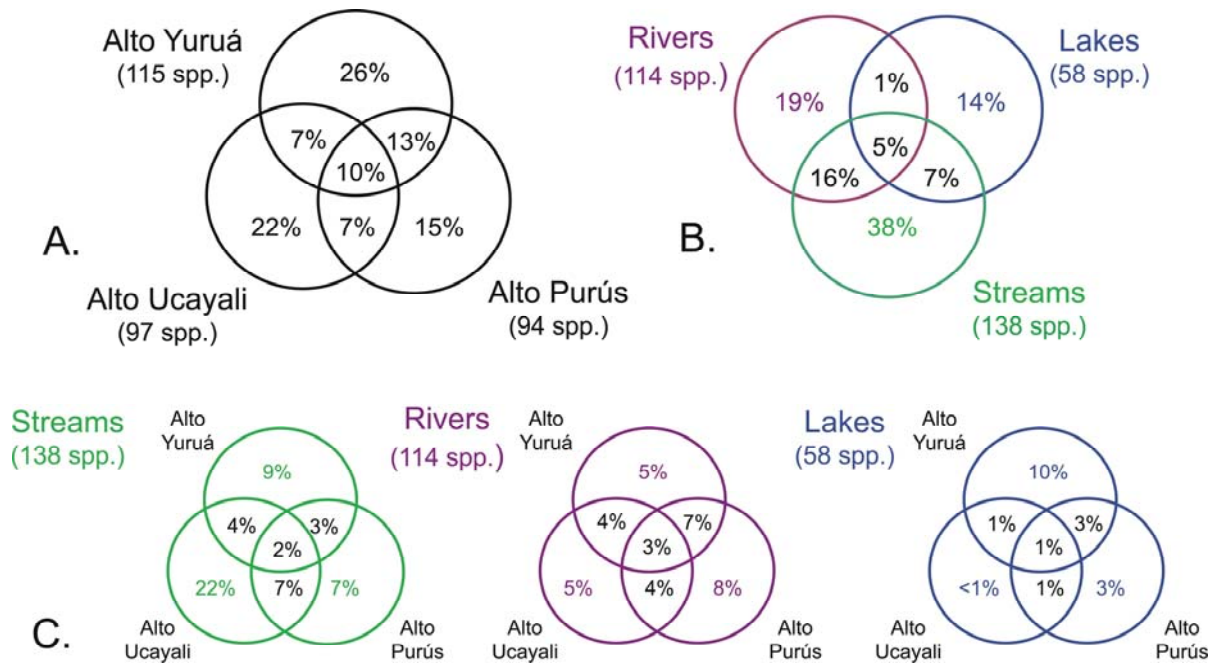 Alto Yuruá
(115 spp.)
26%
7%
13%
10%
22%
7%
15%
A.
Alto Ucayali
(97 spp.)
Alto Purús
(94 spp.)
Rivers
(114 spp.)
Lakes
(58 spp.)
1%
19%
14%
5%
16%
7%
38%
B.
Streams
(138 spp.)
Streams
(138 spp.)
Alto
Yuruá
9%
4%
3%
2%
22%
7%
7%
C.
Alto
Ucayali
Alto
Purús
Rivers
(114 spp.)
Alto
Yuruá
5%
4%
7%
3%
5%
4%
8%
Alto
Ucayali
Alto
Purús
Lakes
(58 spp.)
Alto
Yuruá
10%
1%
3%
1%
<1%
1%
3%
Alto
Ucayali
Alto
Purús